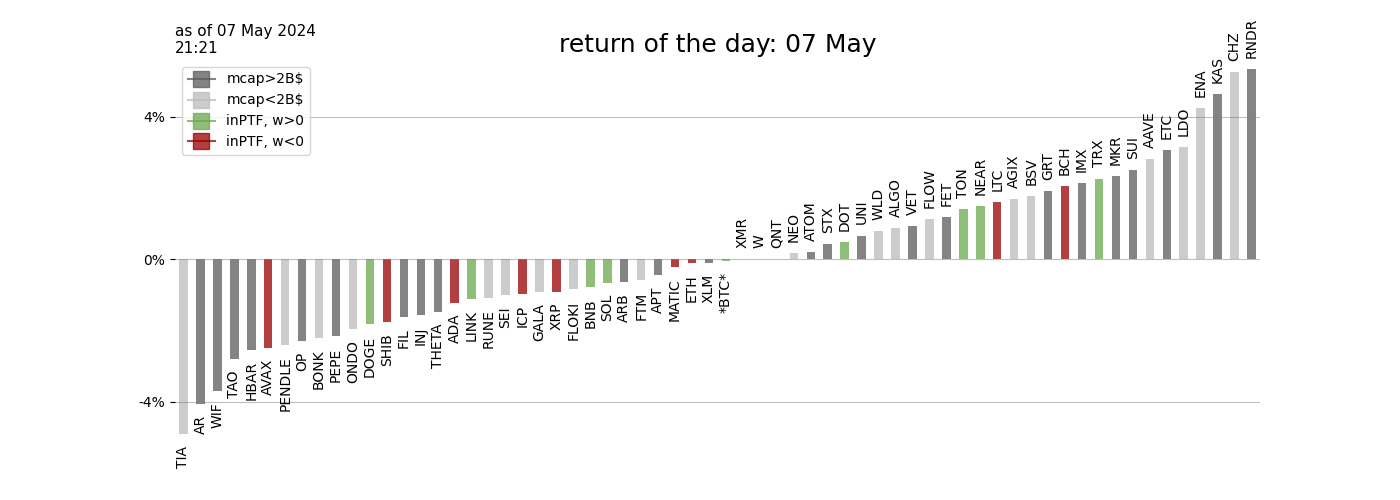 as of 07 May 2024
21:21
return of the day: 07 May
mcap>2B$
mcap<2B$
inPTF, w>0
inPTF, w<0
4%
0%
-4%
TIA
AR
WIF
TAO
HBAR
AVAX
PENDLE
OP
BONK
PEPE
ONDO
DOGE
SHIB
FIL
INJ
THETA
ADA
LINK
RUNE
SEI
ICP
GALA
XRP
FLOKI
BNB
SOL
ARB
FTM
APT
MATIC
ETH
XLM
*BTC*
XMR
W
QNT
NEO
ATOM
STX
DOT
UNI
WLD
ALGO
VET
FLOW
FET
TON
NEAR
LTC
AGIX
BSV
GRT
BCH
IMX
TRX
MKR
SUI
AAVE
ETC
LDO
ENA
KAS
CHZ
RNDR